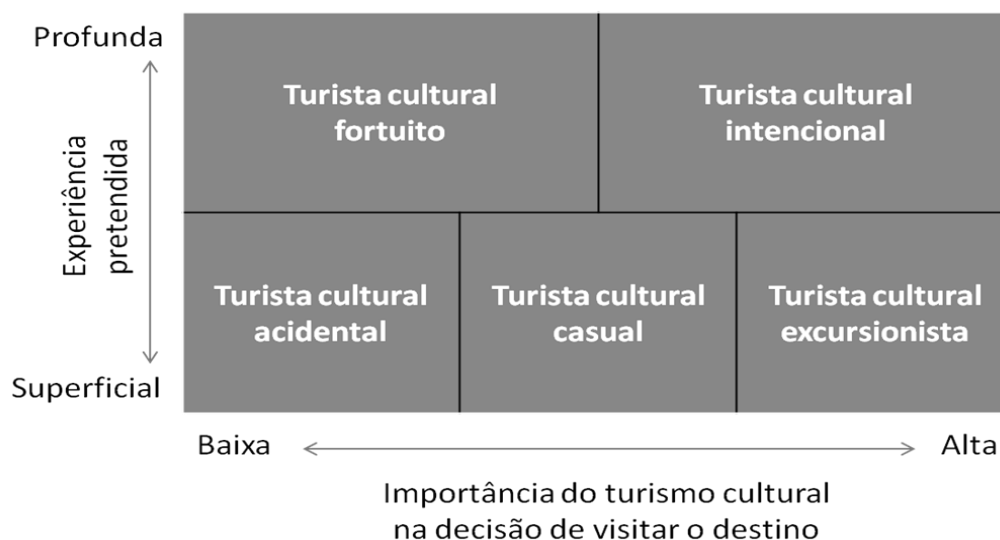 Profunda
Experiência
pretendida
Superficial
Turista cultural
fortuito
Turista cultural
intencional
Turista cultural
acidental
Turista cultural
casual
Turista cultural
excursionista
Baixa
Alta
Importância do turismo cultural
na decisão de visitar o destino